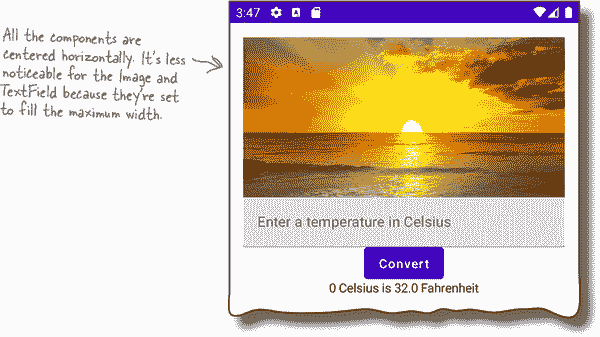 All the components are
centered horizontally. It's less
noticeable for the Image and
TextField because they're set
to fill the maximum width.
3:47
Enter a temperature in Celsius
Convert
0 Celsius is 32.0 Fahrenheit